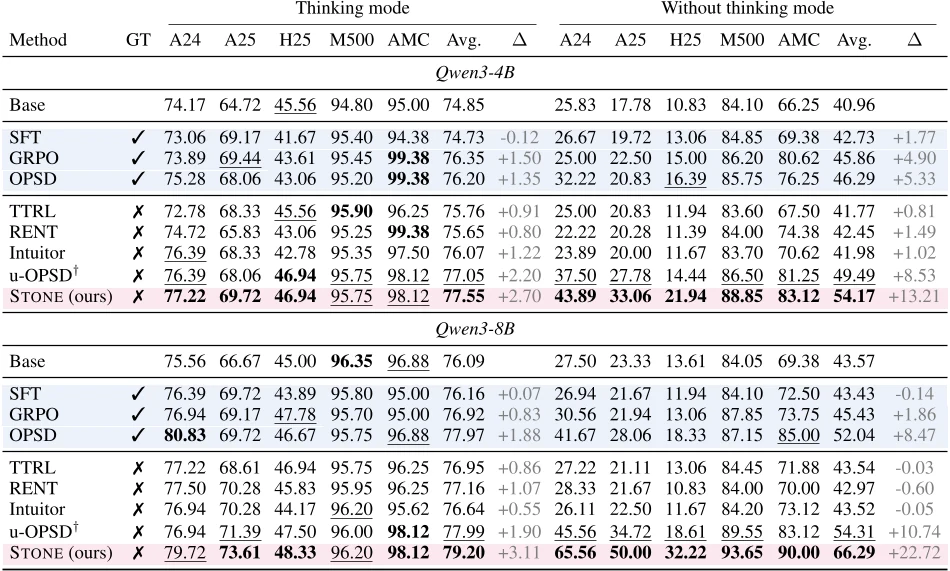 Thinking mode Without thinking mode
Method GT A24 A25 H25 M500 AMC Avg. Δ A24 A25 H25 M500 AMC Avg. Δ
Qwen3-4B
Base 74.17 64.72 45.56 94.80 95.00 74.85 25.83 17.78 10.83 84.10 66.25 40.96
SFT ✓ 73.06 69.17 41.67 95.40 94.38 74.73 -0.12 26.67 19.72 13.06 84.85 69.38 42.73 +1.77
GRPO ✓ 73.89 69.44 43.61 95.45 99.38 76.35 +1.50 25.00 22.50 15.00 86.20 80.62 45.86 +4.90
OPSD ✓ 75.28 68.06 43.06 95.20 99.38 76.20 +1.35 32.22 20.83 16.39 85.75 76.25 46.29 +5.33
TTRL ✗ 72.78 68.33 45.56 95.90 96.25 75.76 +0.91 25.00 20.83 11.94 83.60 67.50 41.77 +0.81
RENT ✗ 74.72 65.83 43.06 95.25 99.38 75.65 +0.80 22.22 20.28 11.39 84.00 74.38 42.45 +1.49
Intuitor ✗ 76.39 68.33 42.78 95.35 97.50 76.07 +1.22 23.89 20.00 11.67 83.70 70.62 41.98 +1.02
u-OPSD† ✗ 76.39 68.06 46.94 95.75 98.12 77.05 +2.20 37.50 27.78 14.44 86.50 81.25 49.49 +8.53
STONE (ours) ✗ 77.22 69.72 46.94 95.75 98.12 77.55 +2.70 43.89 33.06 21.94 88.85 83.12 54.17 +13.21
Qwen3-8B
Base 75.56 66.67 45.00 96.35 96.88 76.09 27.50 23.33 13.61 84.05 69.38 43.57
SFT ✓ 76.39 69.72 43.89 95.80 95.00 76.16 +0.07 26.94 21.67 11.94 84.10 72.50 43.43 -0.14
GRPO ✓ 76.94 69.17 47.78 95.70 95.00 76.92 +0.83 30.56 21.94 13.06 87.85 73.75 45.43 +1.86
OPSD ✓ 80.83 69.72 46.67 95.75 96.88 77.97 +1.88 41.67 28.06 18.33 87.15 85.00 52.04 +8.47
TTRL ✗ 77.22 68.61 46.94 95.75 96.25 76.95 +0.86 27.22 21.11 13.06 84.45 71.88 43.54 -0.03
RENT ✗ 77.50 70.28 45.83 95.95 96.25 77.16 +1.07 28.33 21.67 10.83 84.00 70.00 42.97 -0.60
Intuitor ✗ 76.94 70.28 44.17 96.20 95.62 76.64 +0.55 26.11 22.50 11.67 84.20 73.12 43.52 -0.05
u-OPSD† ✗ 76.94 71.39 47.50 96.00 98.12 77.99 +1.90 45.56 34.72 18.61 89.55 83.12 54.31 +10.74
STONE (ours) ✗ 79.72 73.61 48.33 96.20 98.12 79.20 +3.11 65.56 50.00 32.22 93.65 90.00 66.29 +22.72